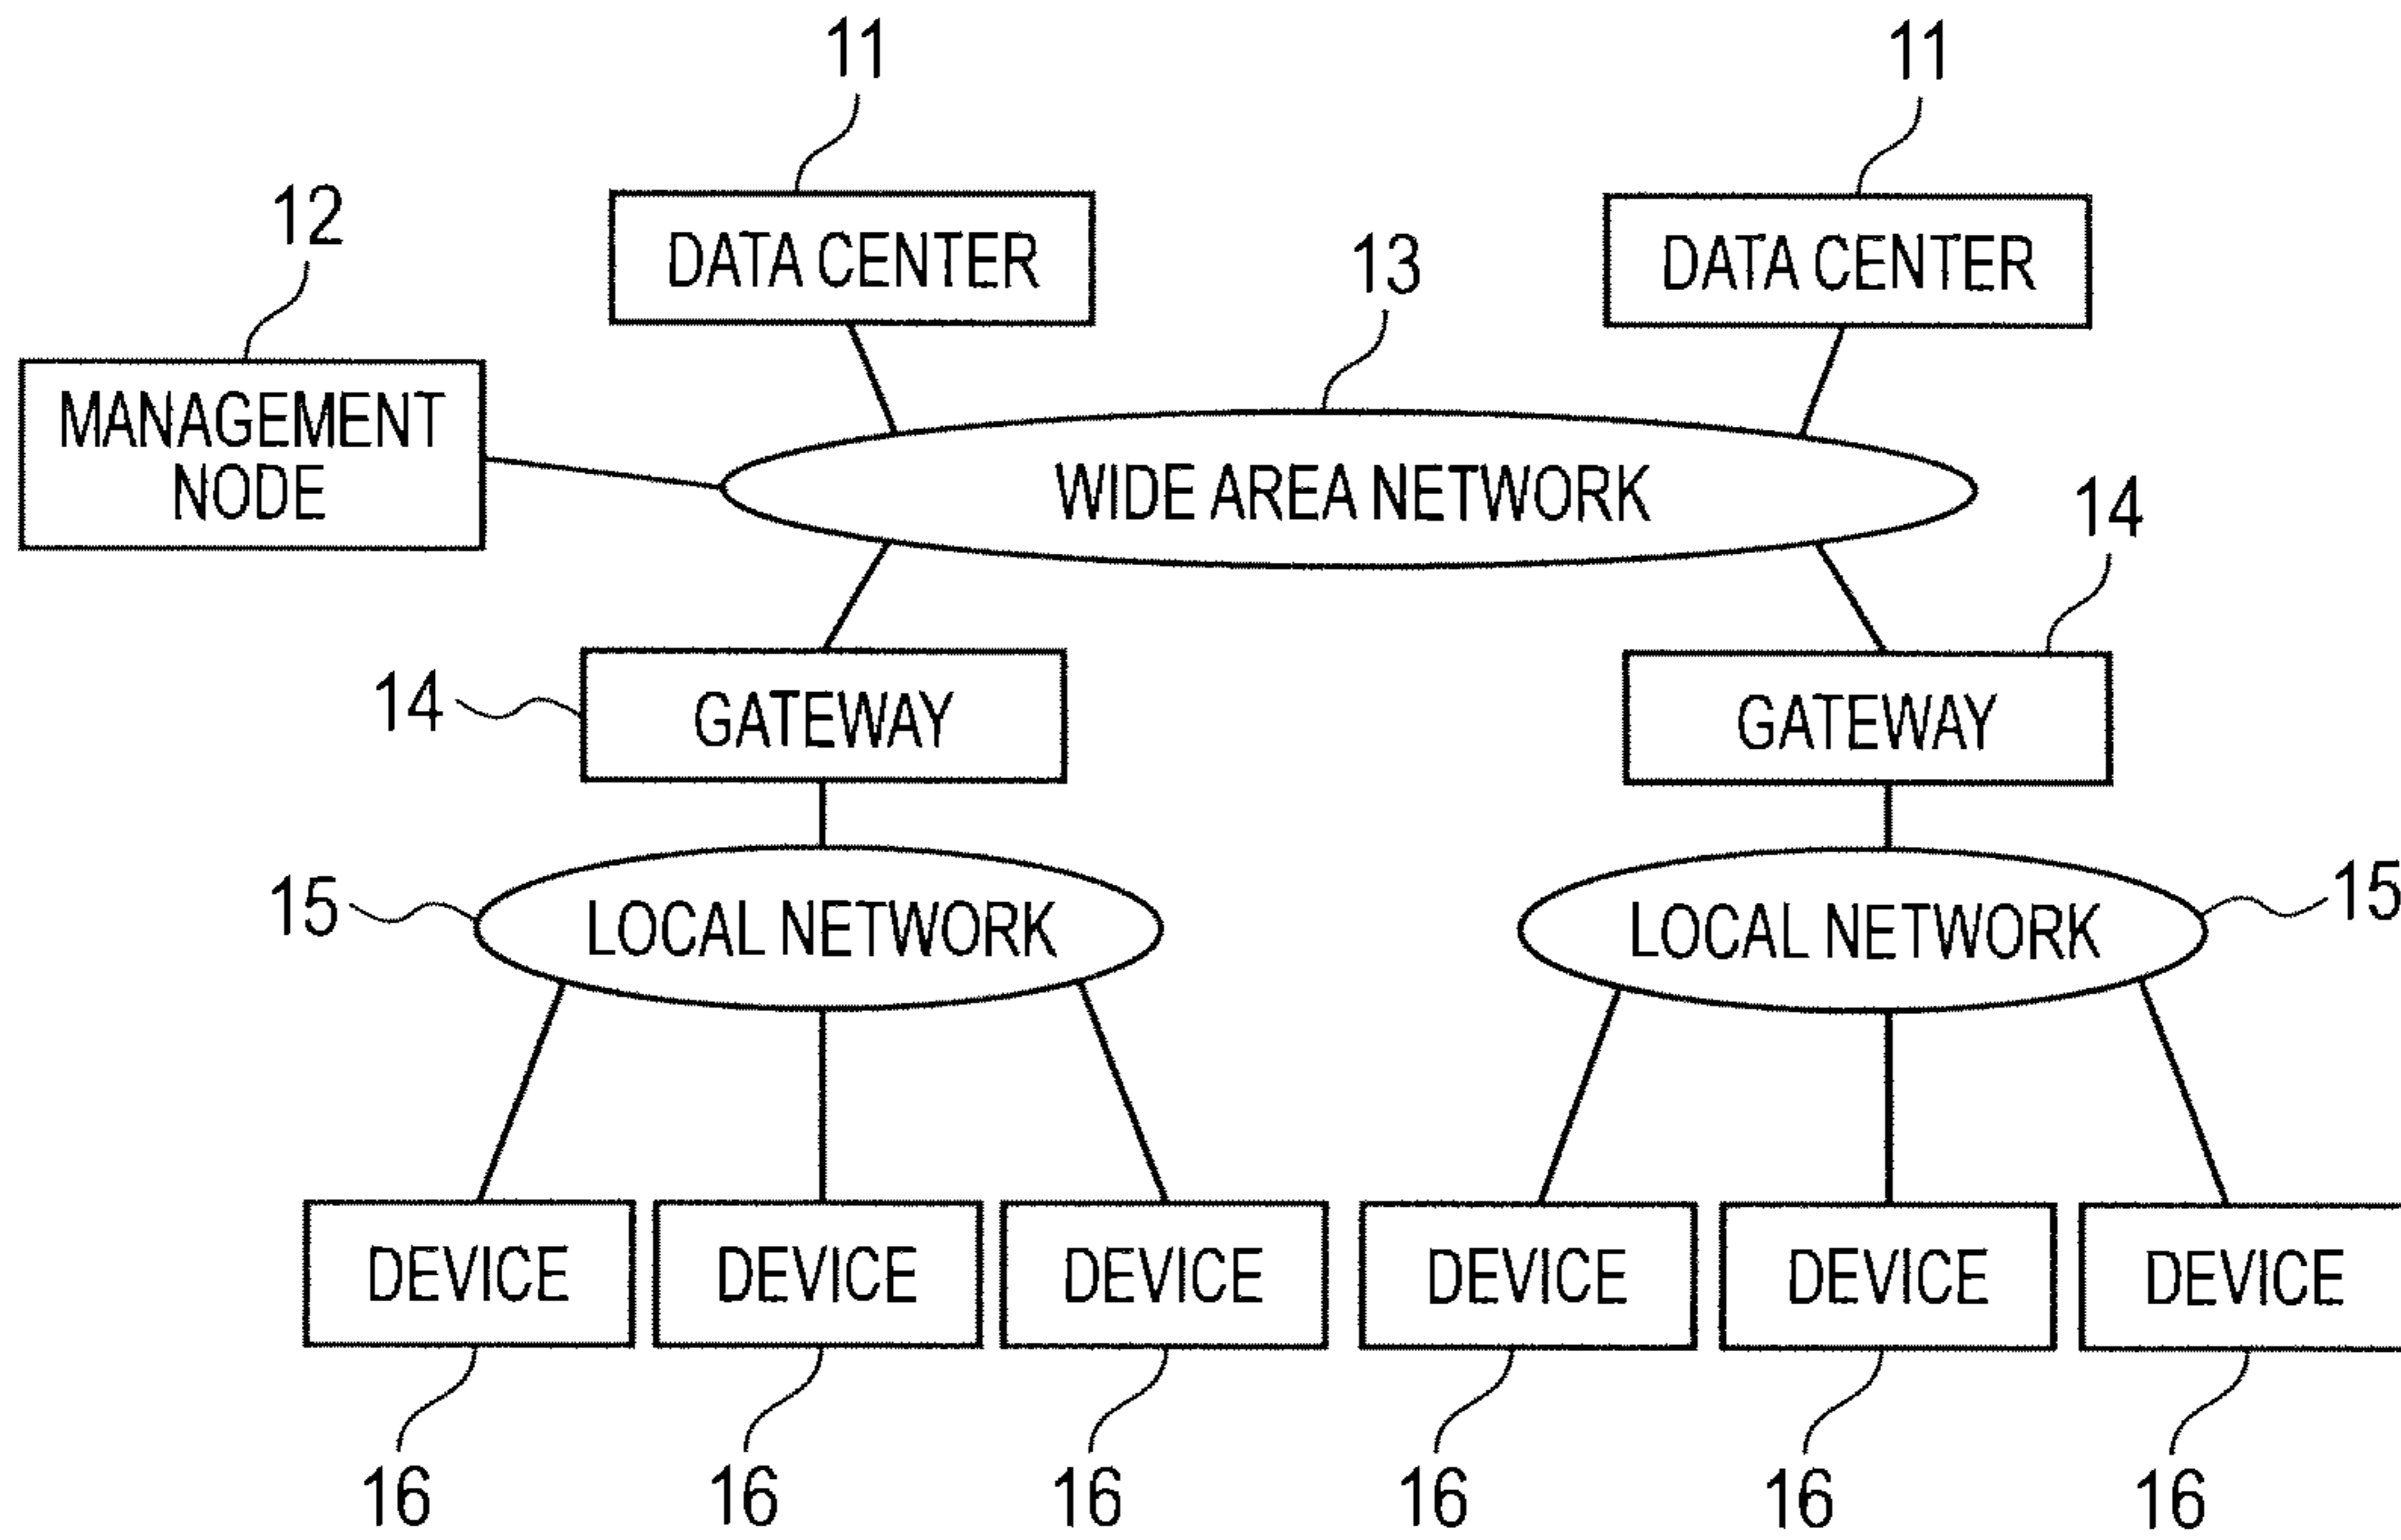 11
11
12
DATA CENTER
DATA CENTER
13
MANAGEMENT
NODE
WIDE AREA NETWORK
14
14
GATEWAY
GATEWAY
15
LOCAL NETWORK
LOCAL NETWORK
15
DEVICE
DEVICE
DEVICE
DEVICE
DEVICE
DEVICE
16
16
16
16
16
16